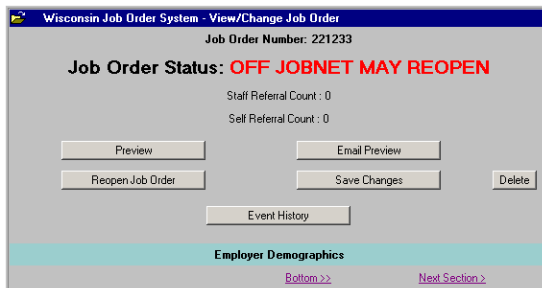 Wisconsin Job Order System - View/Change Job Order
Job Order Number: 221233
Job Order Status: OFF JOBNET MAY REOPEN
Staff Referral Count : 0
Self Referral Count : 0
Preview Email Preview
Reopen Job Order Save Changes Delete
Event History
Employer Demographics
Bottom >> Next Section >